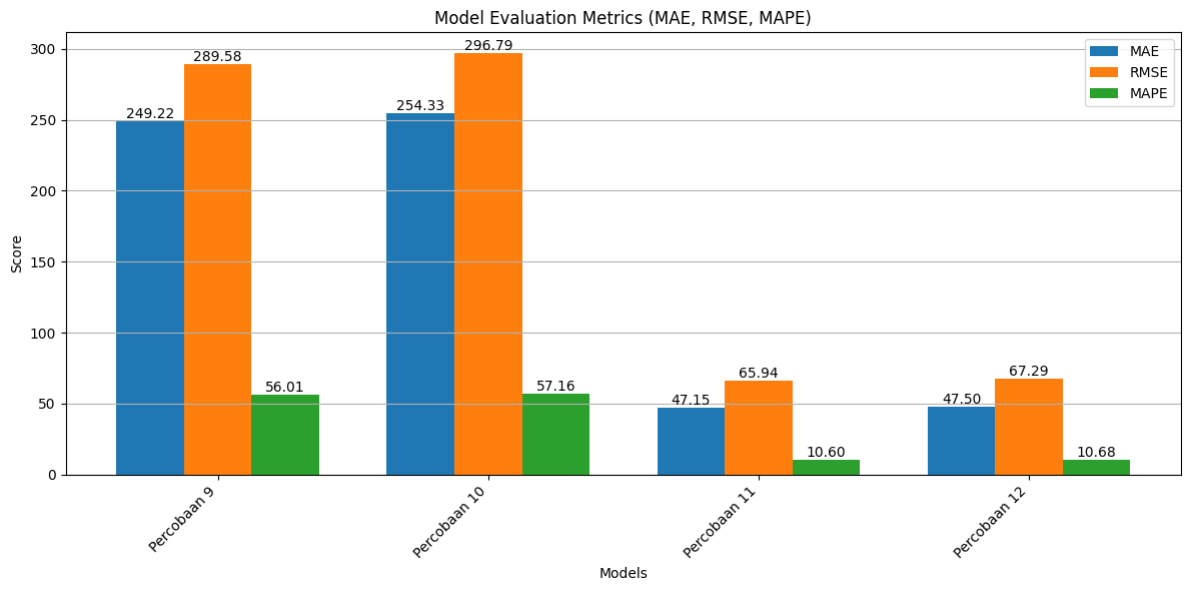 Model Evaluation Metrics (MAE, RMSE, MAPE)
MAE
RMSE
MAPE
Score
300
250
200
150
100
50
0
249.22
289.58
56.01
254.33
296.79
57.16
47.15
65.94
10.60
47.50
67.29
10.68
Percobaan 9
Percobaan 10
Percobaan 11
Percobaan 12
Models